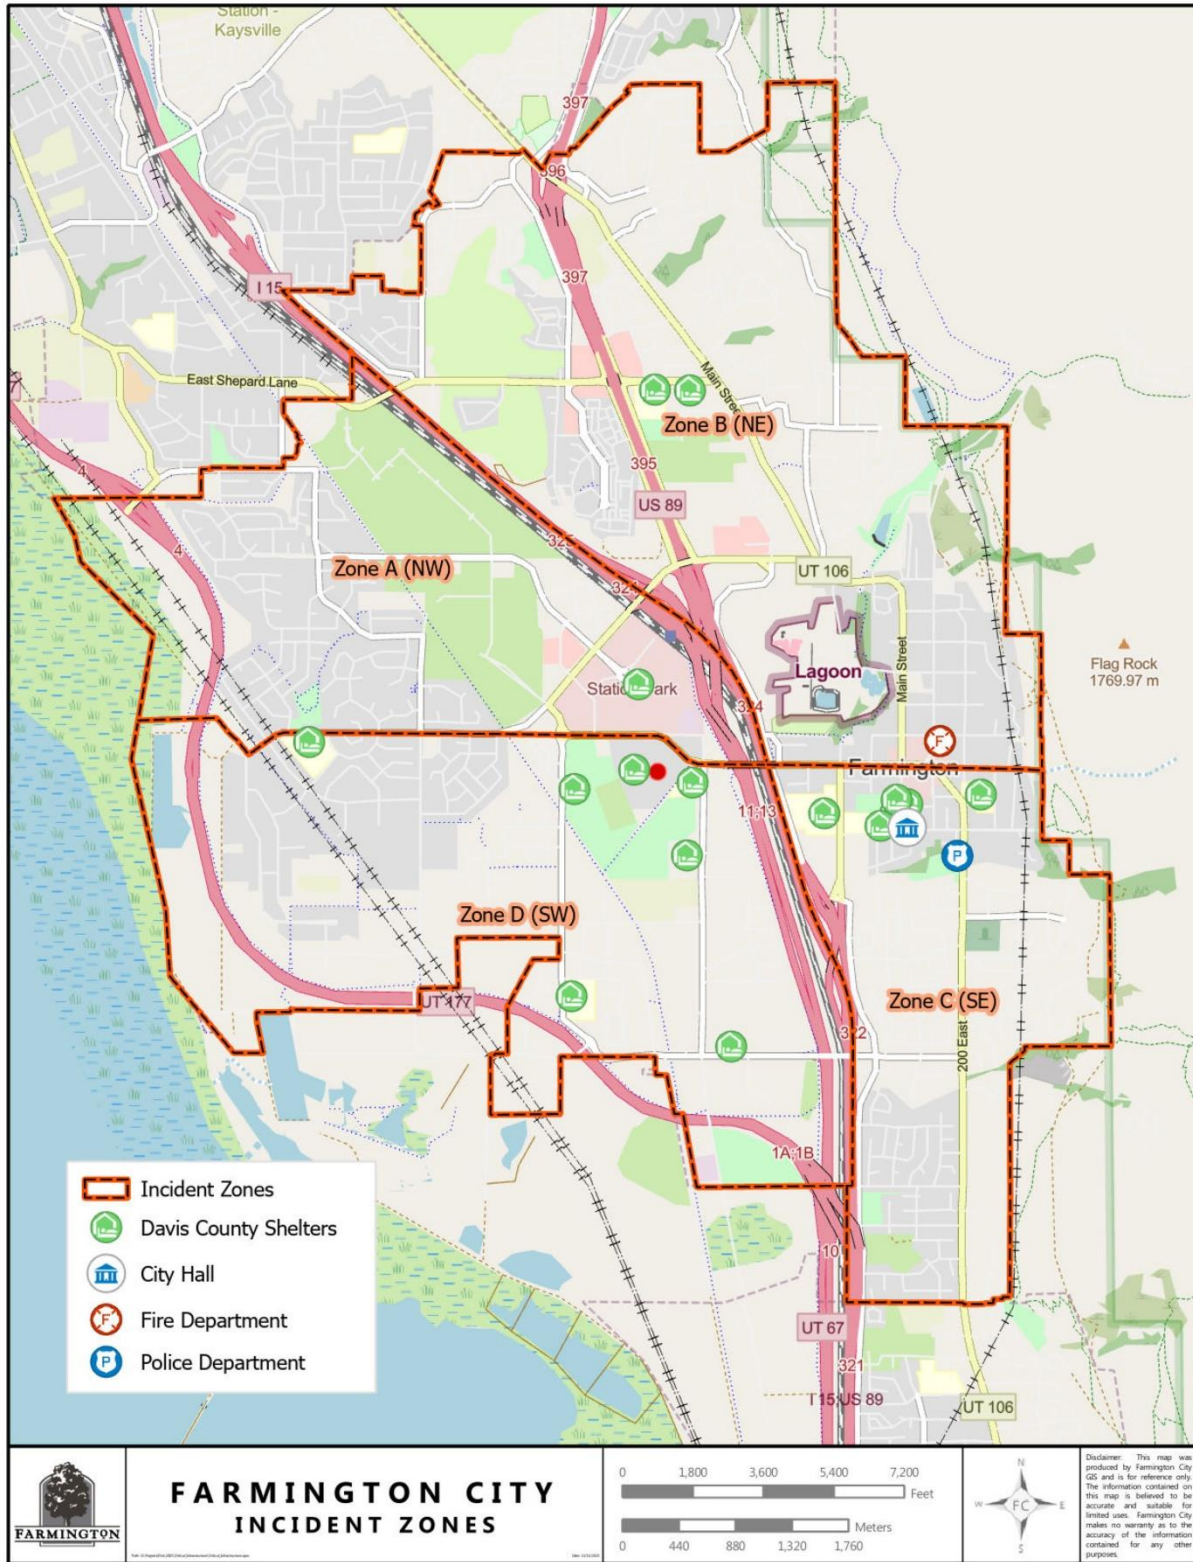 Station -
Kaysville
397
396
397
I 15
East Shepard Lane
Main Street
Zone B (NE)
395
US 89
4
4
Zone A (NW)
324
UT 106
Flag Rock
1769.97 m
Lagoon
Main Street
324
F
Farmington
11;13
P
Zone D (SW)
UT 177
Zone C (SE)
322
200 East
1A;1B
10
UT 67
321
I 15;US 89
UT 106
Incident Zones
Davis County Shelters
City Hall
F Fire Department
P Police Department
FARMINGTON
FARMINGTON CITY
INCIDENT ZONES
0 1,800 3,600 5,400 7,200
Feet
Meters
0 440 880 1,320 1,760
N
W FC E
S
Disclaimer: This map was
produced by Farmington City
GIS and is for reference only.
The information contained on
this map is believed to be
accurate and suitable for
limited uses. Farmington City
makes no warranty as to the
accuracy of the information
contained for any other
purposes.